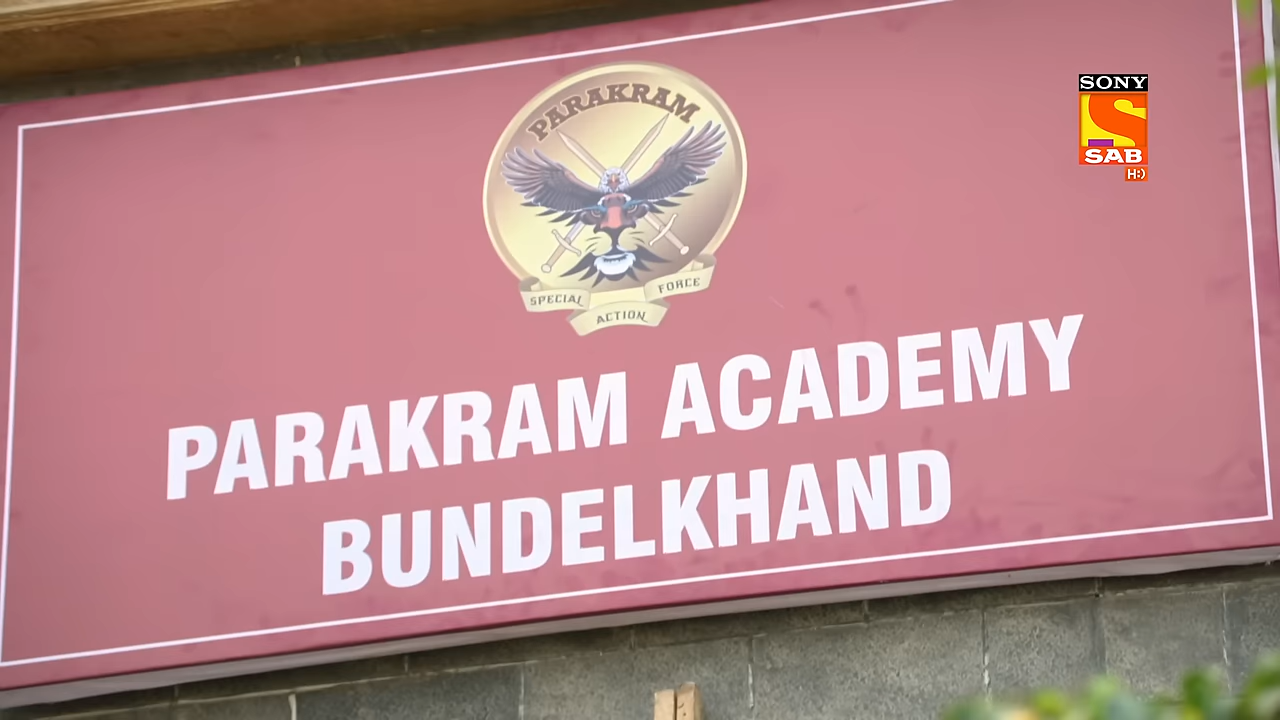 PARAKRAM
SPECIAL ACTION FORCE
PARAKRAM ACADEMY
BUNDELKHAND
SONY
S
SAB
HD